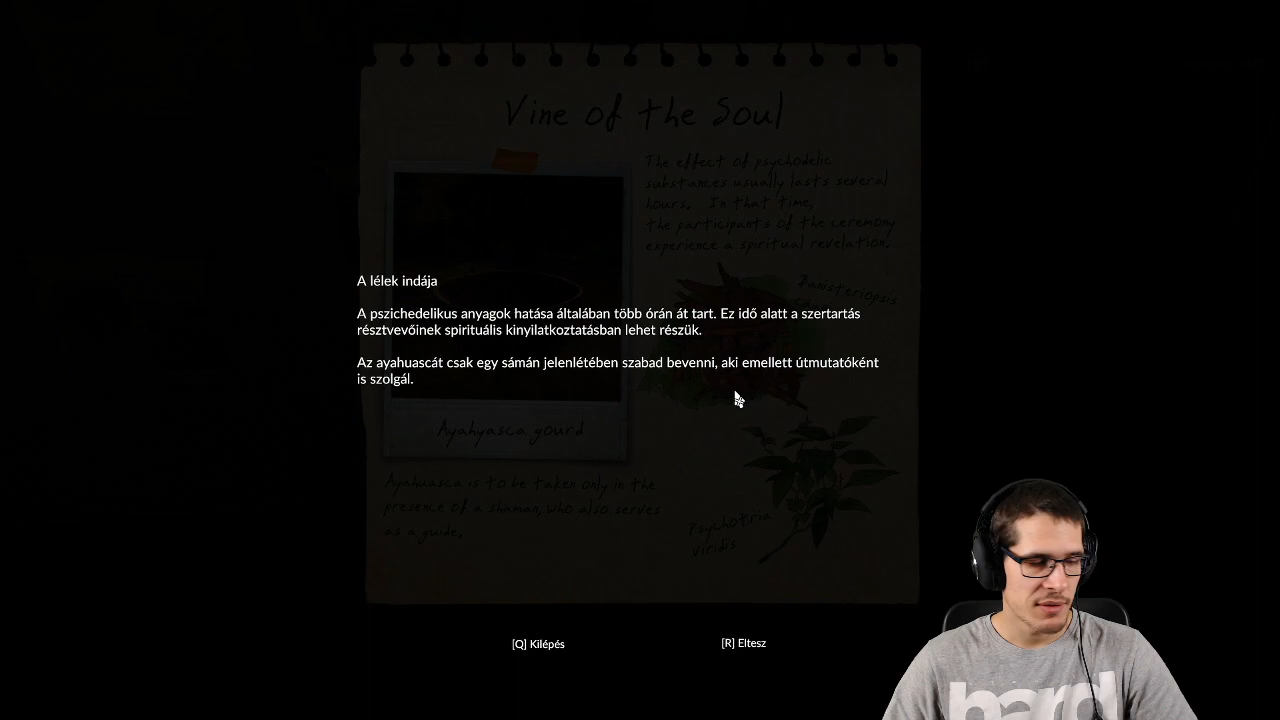 Vine of the Soul
The effect of psychodelic
substances usually lasts several
hours. In that time,
the participants of the ceremony
experience a spiritual revelation.
Banisteriopsis
A lélek indája
A pszichedelikus anyagok hatása általában több órán át tart. Ez idő alatt a szertartás
résztvevőinek spirituális kinyilatkoztatásban lehet részük.
Az ayahuascát csak egy sámán jelenlétében szabad bevenni, aki emellett útmutatóként
is szolgál.
Ayahyasca gourd
Ayahuasca is to be taken only in the
presence of a shaman, who also serves
as a guide.
Psychotria
viridis
[Q] Kilépés
[R] Eltesz
hard